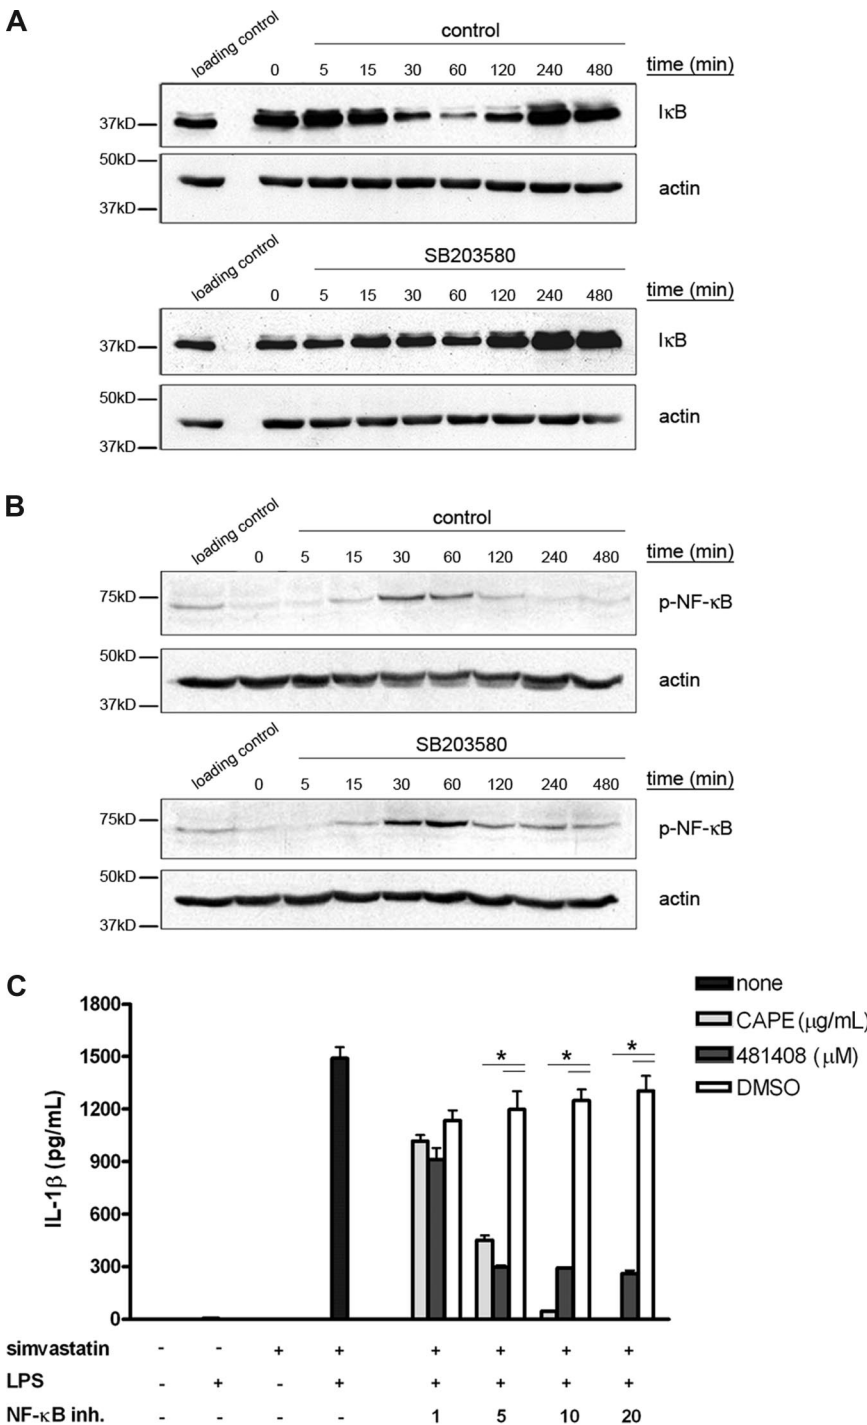 A
loading control
control
0 5 15 30 60 120 240 480 time (min)
37kD IκB
50kD
actin
37kD
loading control
SB203580
0 5 15 30 60 120 240 480 time (min)
37kD IκB
50kD
actin
37kD
B
loading control
control
0 5 15 30 60 120 240 480 time (min)
75kD p-NF-κB
50kD
actin
37kD
loading control
SB203580
0 5 15 30 60 120 240 480 time (min)
75kD p-NF-κB
50kD
actin
37kD
C
none
CAPE (μg/mL)
481408 (μM)
DMSO
IL-1β (pg/mL)
1800
1500
1200
900
600
300
0
* * *
simvastatin - - + + + + + +
LPS - + - + + + + +
NF-κB inh. - - - - 1 5 10 20